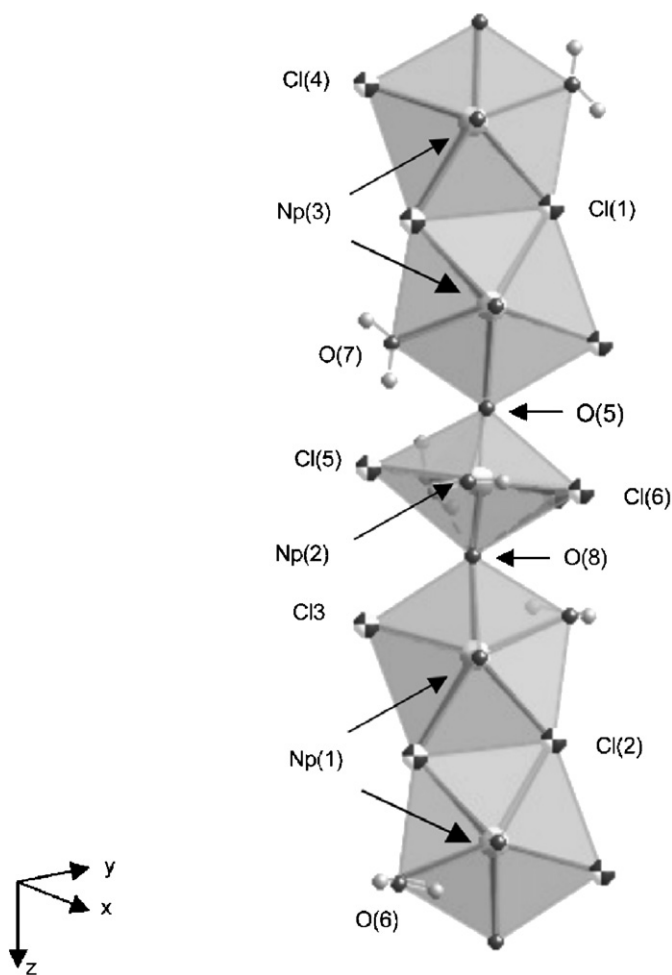 Cl(4)
Np(3)
Cl(1)
O(7)
O(5)
Cl(5)
Cl(6)
Np(2)
O(8)
Cl3
Np(1)
Cl(2)
y
x
O(6)
z